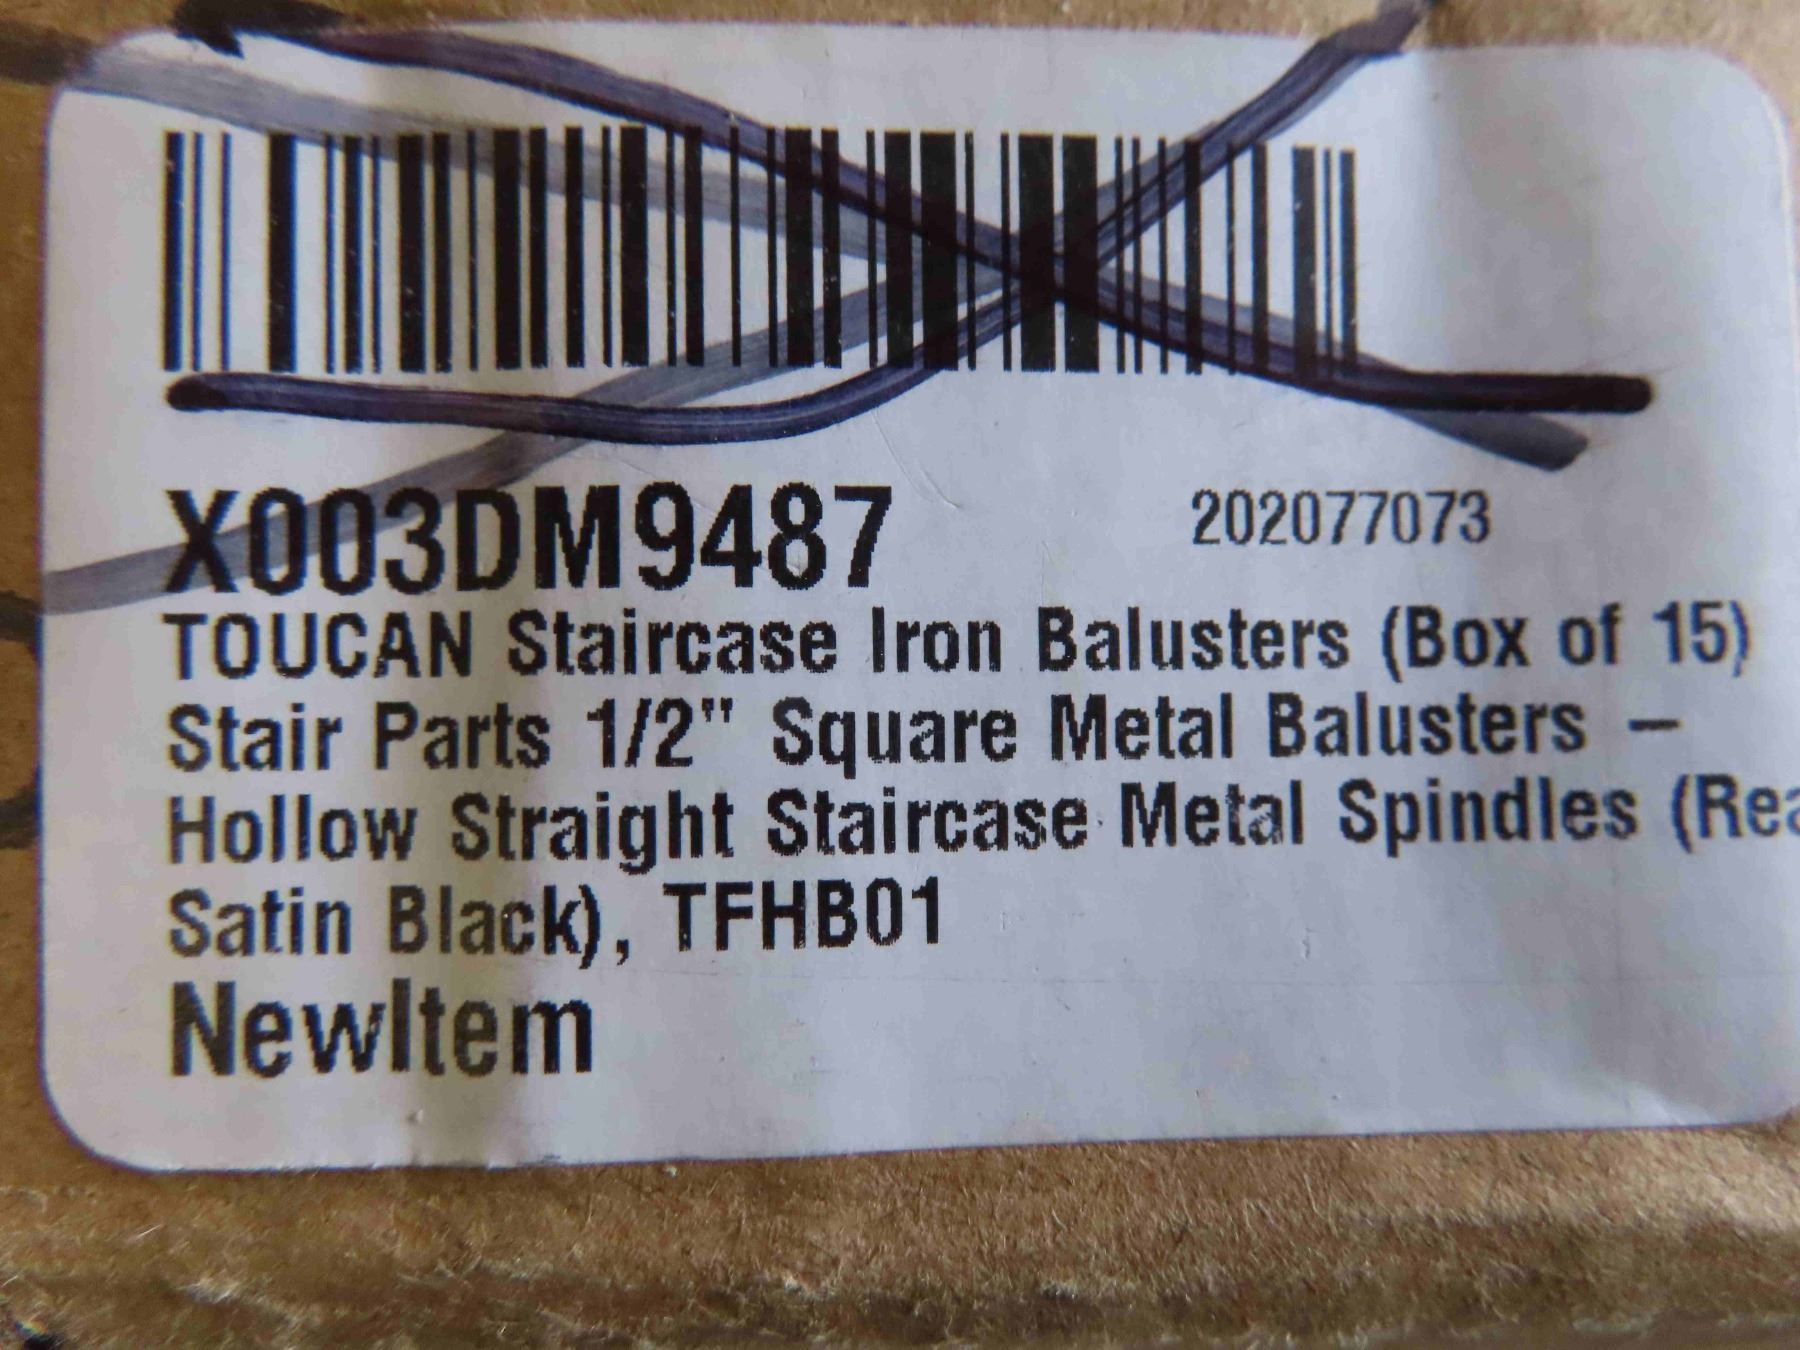 X003DM9487 202077073
TOUCAN Staircase Iron Balusters (Box of 15)
Stair Parts 1/2" Square Metal Balusters –
Hollow Straight Staircase Metal Spindles (Rea
Satin Black), TFHB01
NewItem